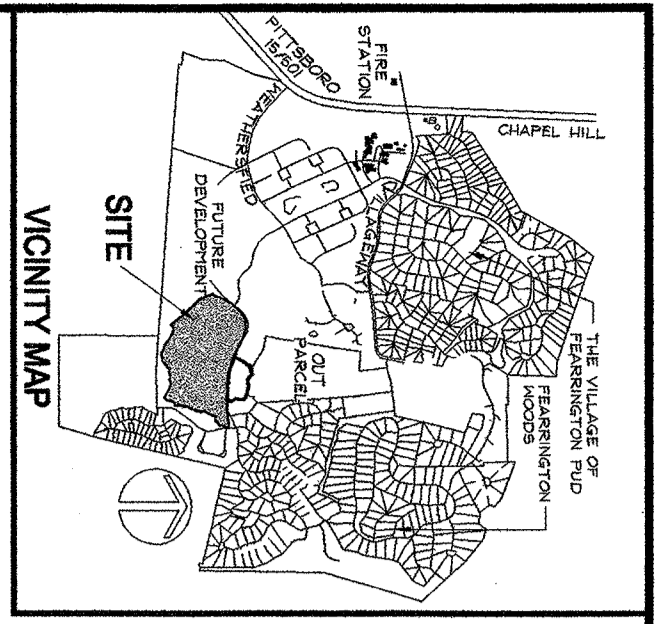 PITTSBORO
15/501
FIRE
STATION
CHAPEL HILL
WEATHERSFIELD
VILLAGEWAY
FUTURE
DEVELOPMENT
SITE
OUT
PARCEL
THE VILLAGE OF
FEARRINGTON PUD
FEARRINGTON
WOODS
VICINITY MAP